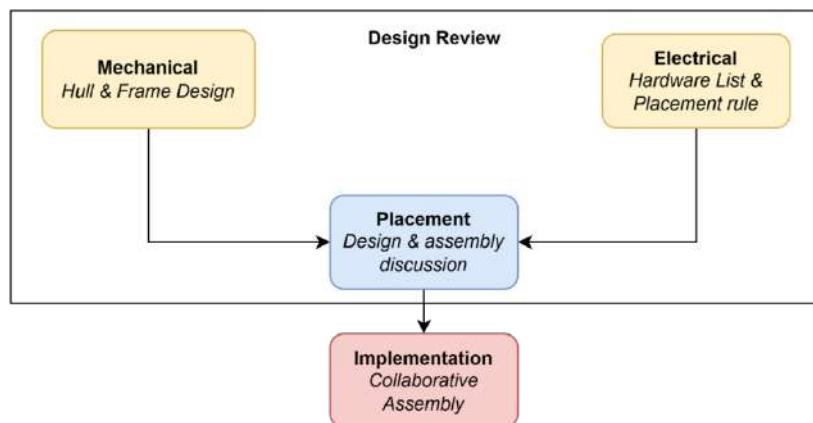 Design Review
Mechanical
Hull & Frame Design
Electrical
Hardware List &
Placement rule
Placement
Design & assembly
discussion
Implementation
Collaborative
Assembly